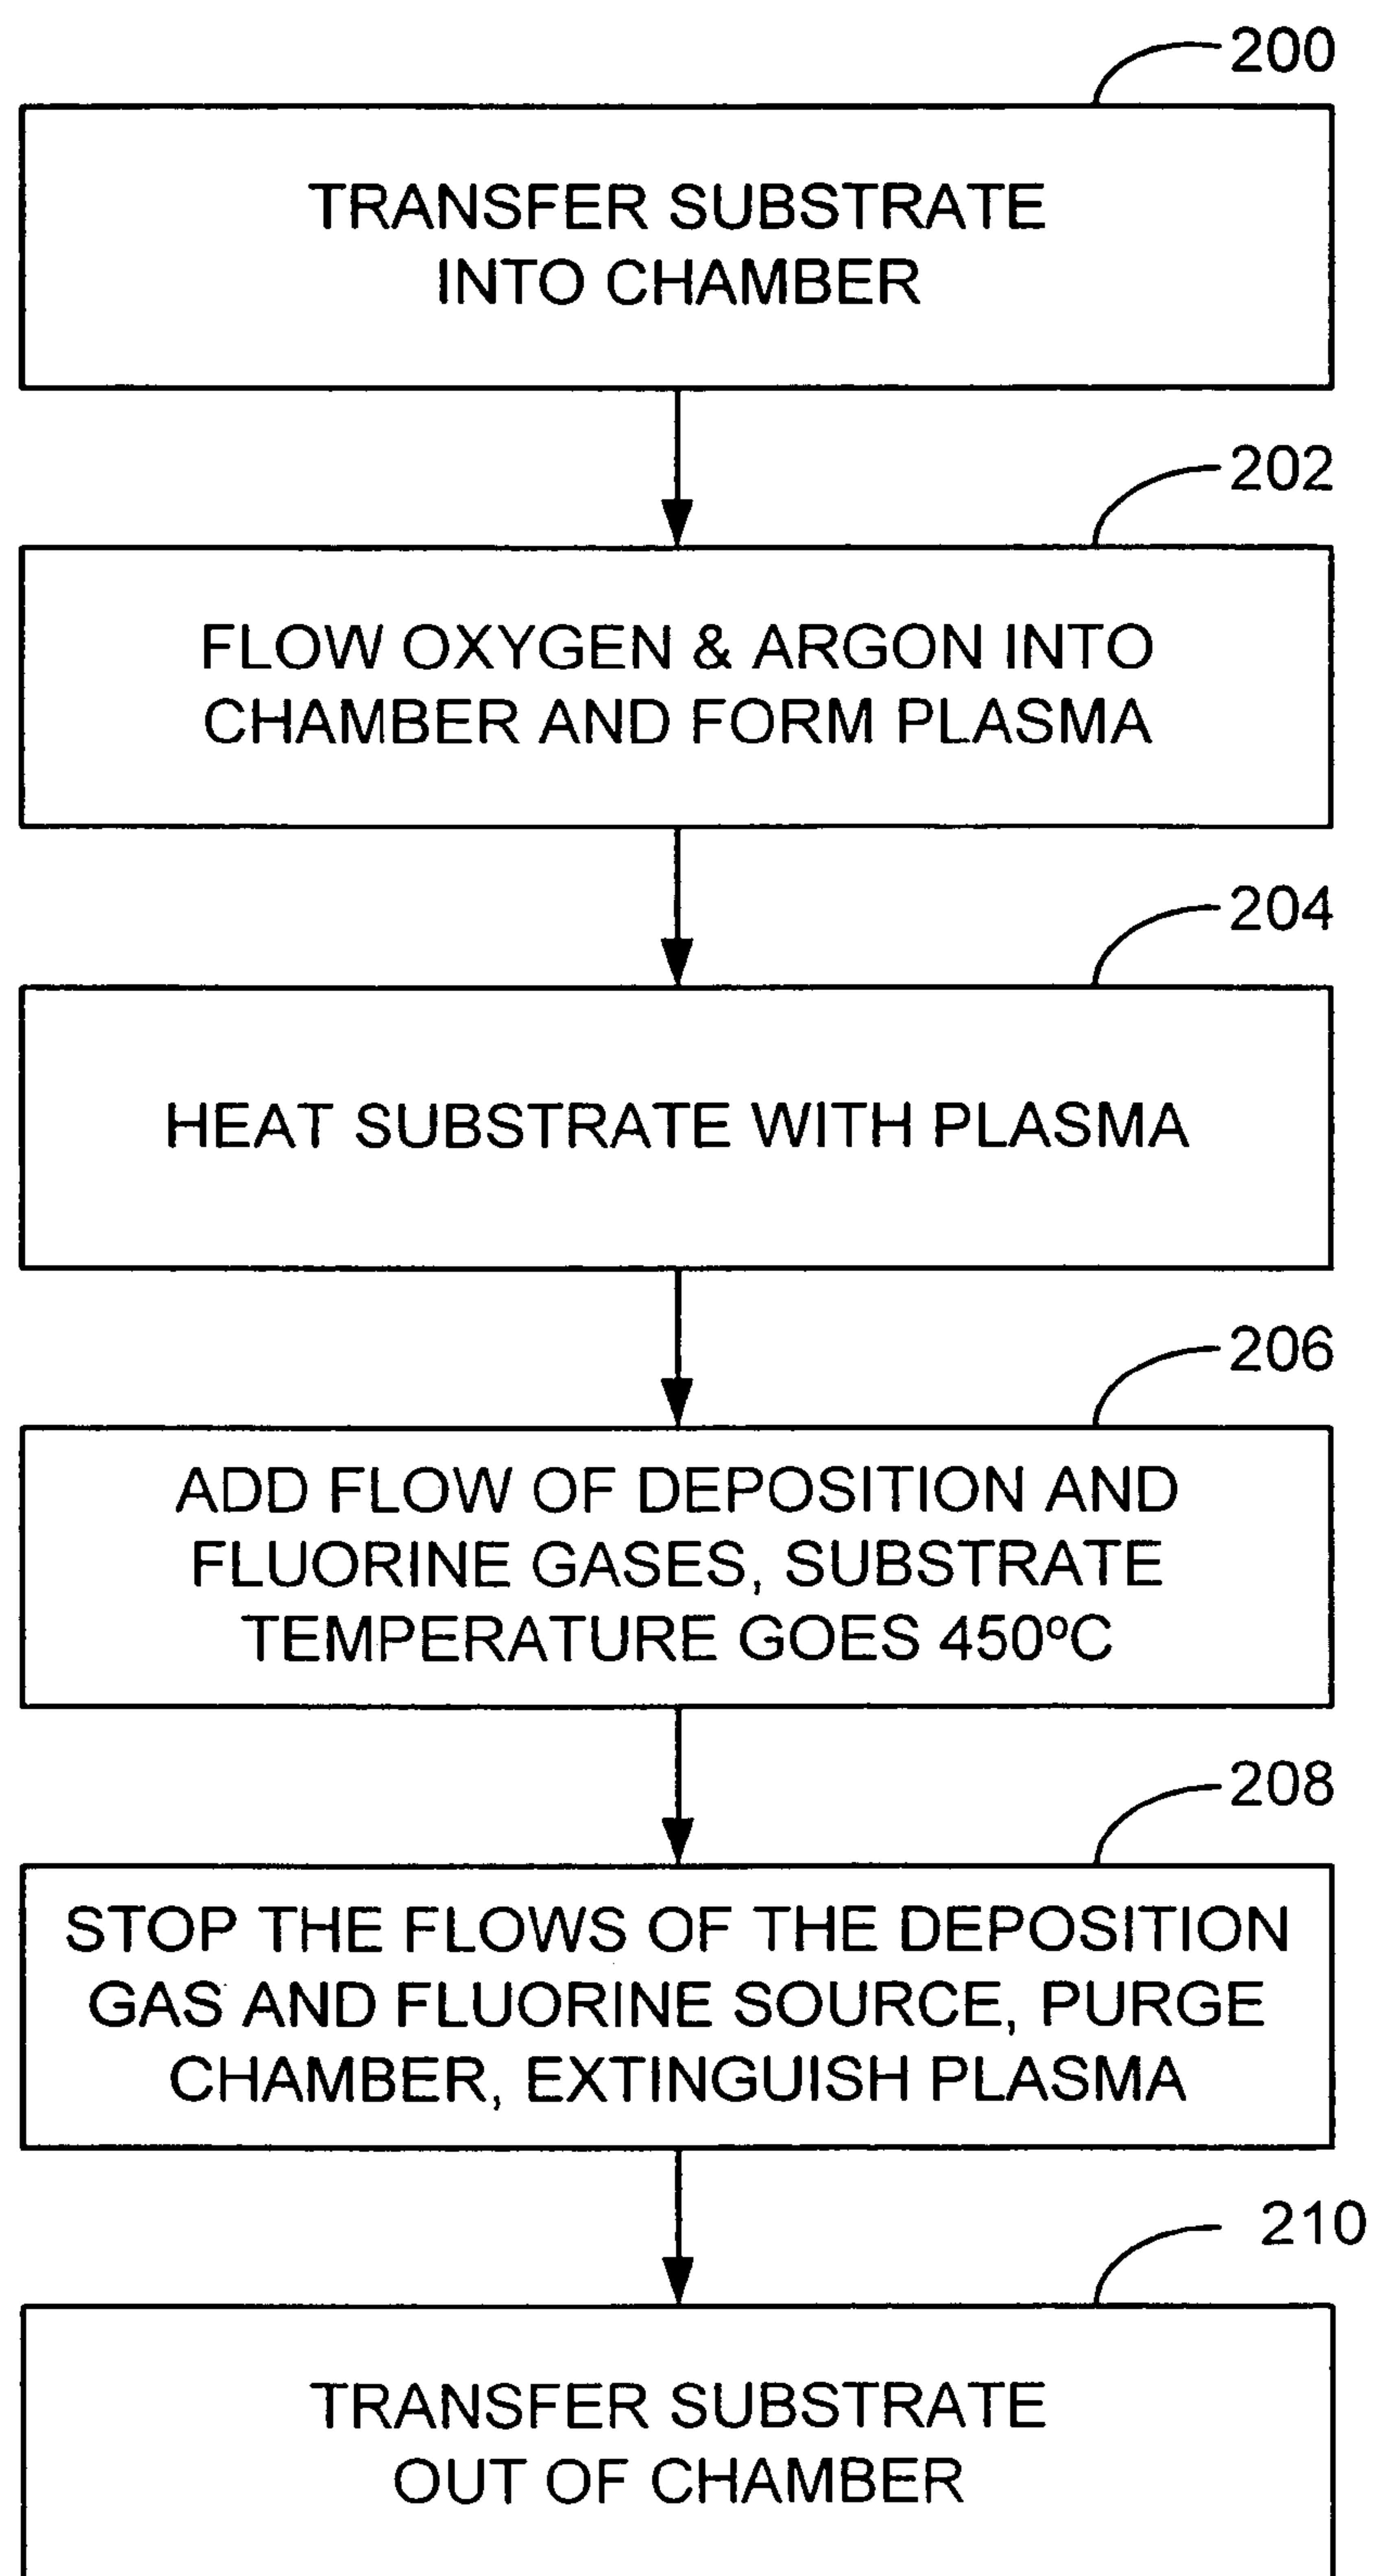 200
TRANSFER SUBSTRATE
INTO CHAMBER
202
FLOW OXYGEN & ARGON INTO
CHAMBER AND FORM PLASMA
204
HEAT SUBSTRATE WITH PLASMA
206
ADD FLOW OF DEPOSITION AND
FLUORINE GASES, SUBSTRATE
TEMPERATURE GOES 450ºC
208
STOP THE FLOWS OF THE DEPOSITION
GAS AND FLUORINE SOURCE, PURGE
CHAMBER, EXTINGUISH PLASMA
210
TRANSFER SUBSTRATE
OUT OF CHAMBER